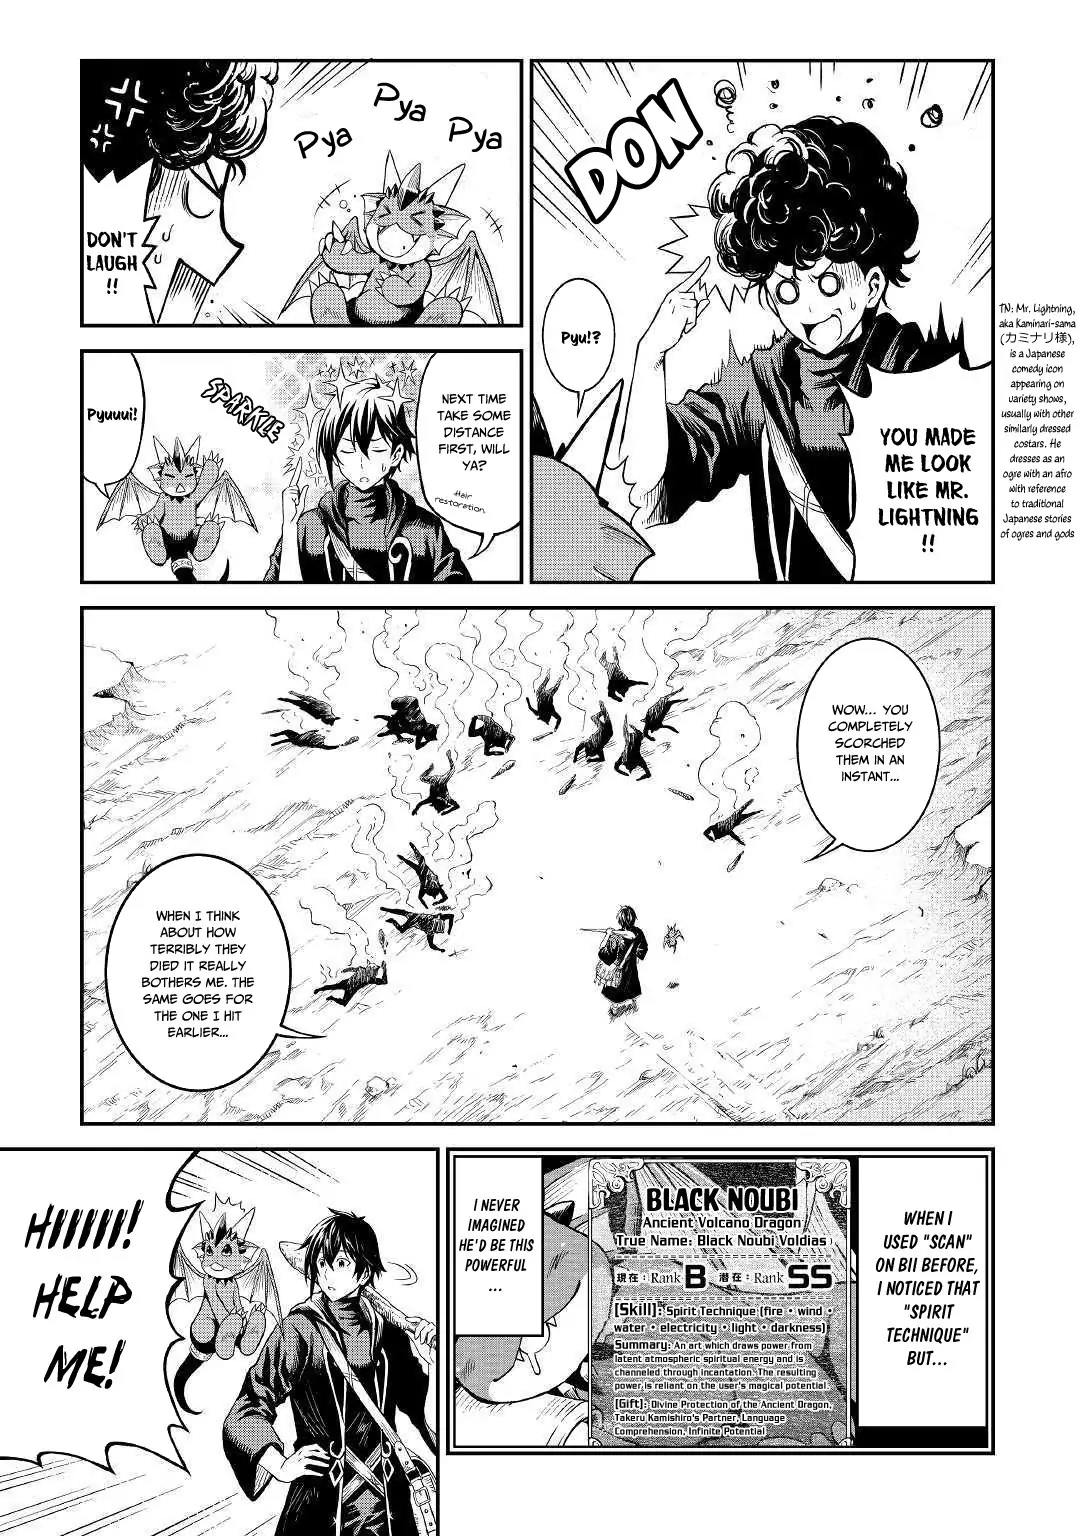 DON
Pyu!?
YOU MADE
ME LOOK
LIKE MR.
LIGHTNING
!!
TN: Mr. Lightning,
aka Kaminari-sama
(カミナリ様),
is a Japanese
comedy icon
appearing on
variety shows,
usually with other
similarly dressed
costars. He
dresses as an
ogre with an afro
with reference
to traditional
Japanese stories
of ogres and gods
Pya
Pya
Pya
DON'T
LAUGH
!!
NEXT TIME
TAKE SOME
DISTANCE
FIRST, WILL
YA?
Hair
restoration
SPARKLE
Pyuuui!
WOW... YOU
COMPLETELY
SCORCHED
THEM IN AN
INSTANT...
WHEN I THINK
ABOUT HOW
TERRIBLY THEY
DIED IT REALLY
BOTHERS ME. THE
SAME GOES FOR
THE ONE I HIT
EARLIER...
WHEN I
USED "SCAN"
ON BII BEFORE,
I NOTICED THAT
"SPIRIT
TECHNIQUE"
BUT...
BLACK NOUBI
Ancient Volcano Dragon
True Name: Black Noubi Voldias
現在：Rank B 潜在：Rank SS
[Skill]: Spirit Technique (fire • wind •
water • electricity • light • darkness)
Summary: An art which draws power from
latent atmospheric spiritual energy and is
channeled through incantation. The resulting
power is reliant on the user's magical potential.
[Gift]: Divine Protection of the Ancient Dragon,
Takeru Kamishiro's Partner, Language
Comprehension, Infinite Potential
I NEVER
IMAGINED
HE'D BE THIS
POWERFUL
...
HIIIIII!
HELP
ME!